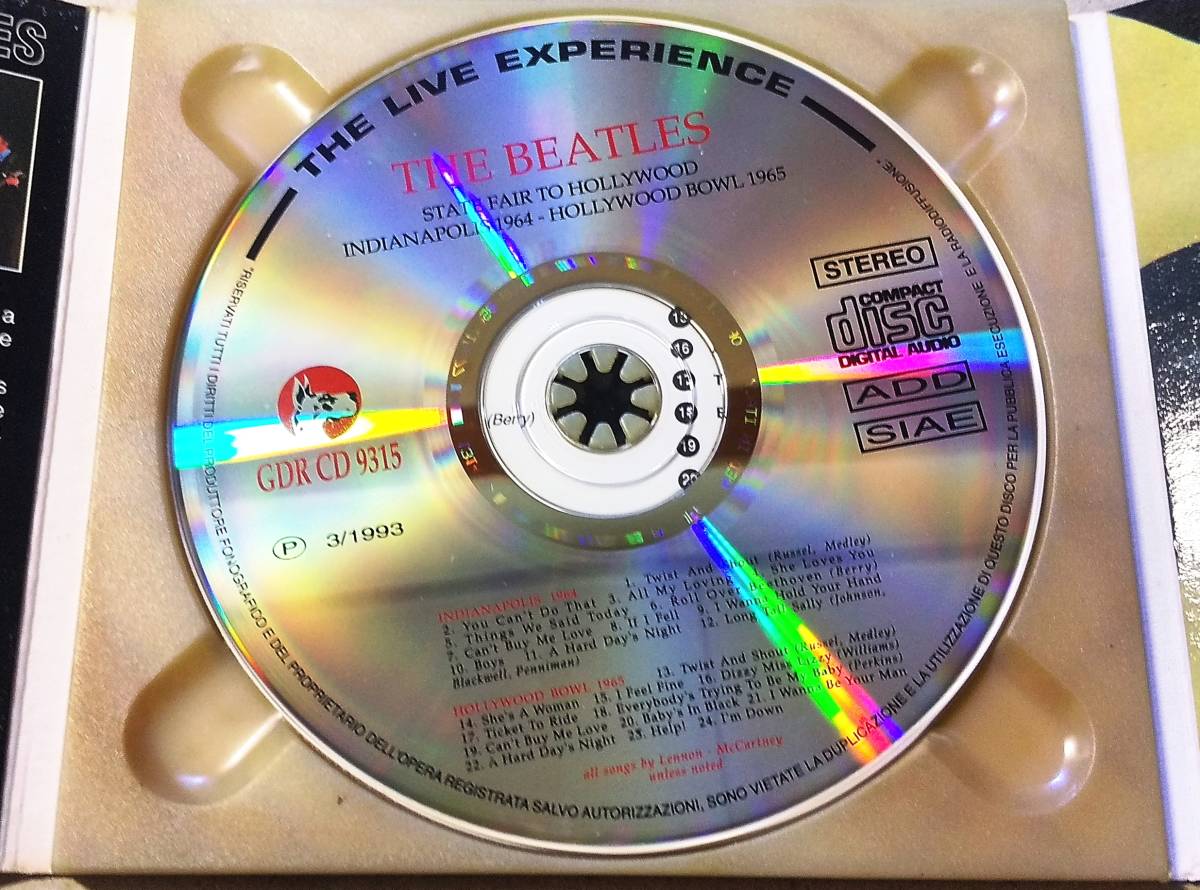 ES
a
e
s
e
THE LIVE EXPERIENCE
THE BEATLES
STATE FAIR TO HOLLYWOOD
INDIANAPOLIS 1964 - HOLLYWOOD BOWL 1965
STEREO
COMPACT
disc
DIGITAL AUDIO
ADD
SIAE
GDR CD 9315
P 3/1993
(Berry)
16
19
T
E
INDIANAPOLIS 1964 1. Twist And Shout (Russel, Medley)
2. You Can't Do That 3. All My Loving 4. She Loves You
5. Things We Said Today 6. Roll Over Beethoven (Berry)
7. Can't Buy Me Love 8. If I Fell 9. I Wanna Hold Your Hand
10. Boys 11. A Hard Day's Night 12. Long Tall Sally (Johnson,
Blackwell, Penniman)
HOLLYWOOD BOWL 1965 13. Twist And Shout (Russel, Medley)
14. She's A Woman 15. I Feel Fine 16. Dizzy Miss Lizzy (Williams)
17. Ticket To Ride 18. Everybody's Trying To Be My Baby (Perkins)
19. Can't Buy Me Love 20. Baby's In Black 21. I Wanna Be Your Man
22. A Hard Day's Night 23. Help! 24. I'm Down
all songs by Lennon - McCartney
unless noted
"RISERVATI TUTTI I DIRITTI DEL PRODUTTORE FONOGRAFICO E DEL PROPRIETARIO DELL'OPERA REGISTRATA SALVO AUTORIZZAZIONI, SONO VIETATE LA DUPLICAZIONE E LA UTILIZZAZIONE DI QUESTO DISCO PER LA PUBBLICA ESECUZIONE E LA RADIODIFFUSIONE"